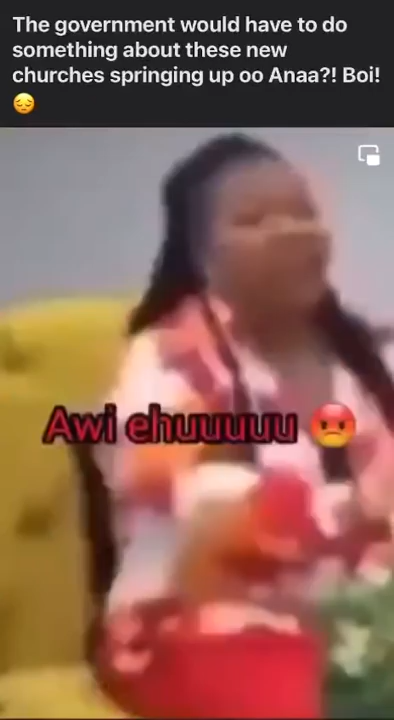 The government would have to do
something about these new
churches springing up oo Anaa?! Boi!
😔
Awi ehuuuuu 😡